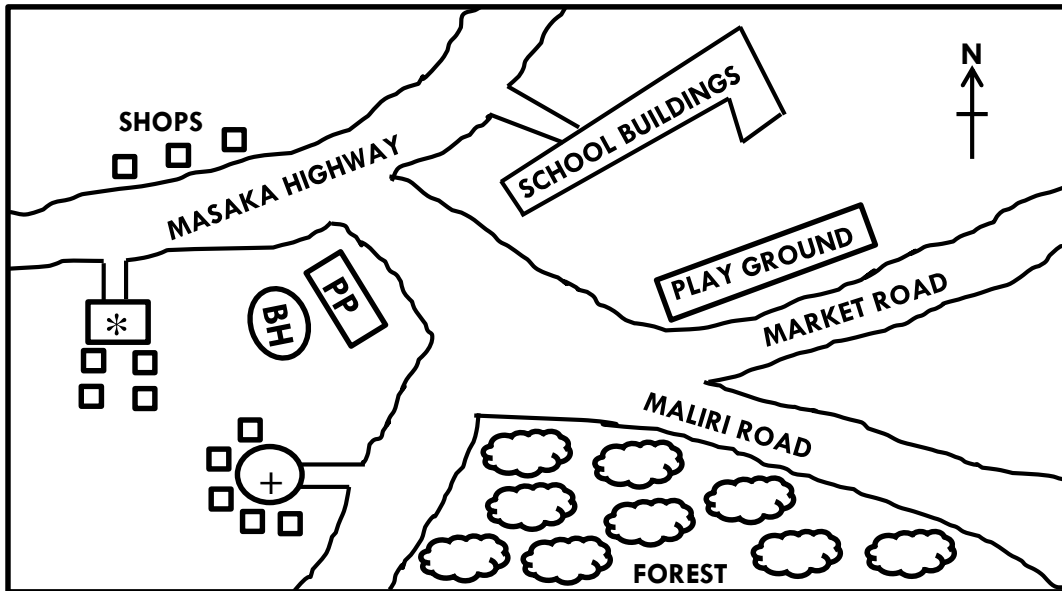 N
SCHOOL BUILDINGS
SHOPS
MASAKA HIGHWAY
PLAY GROUND
PP
BH
MARKET ROAD
*
MALIRI ROAD
+
FOREST